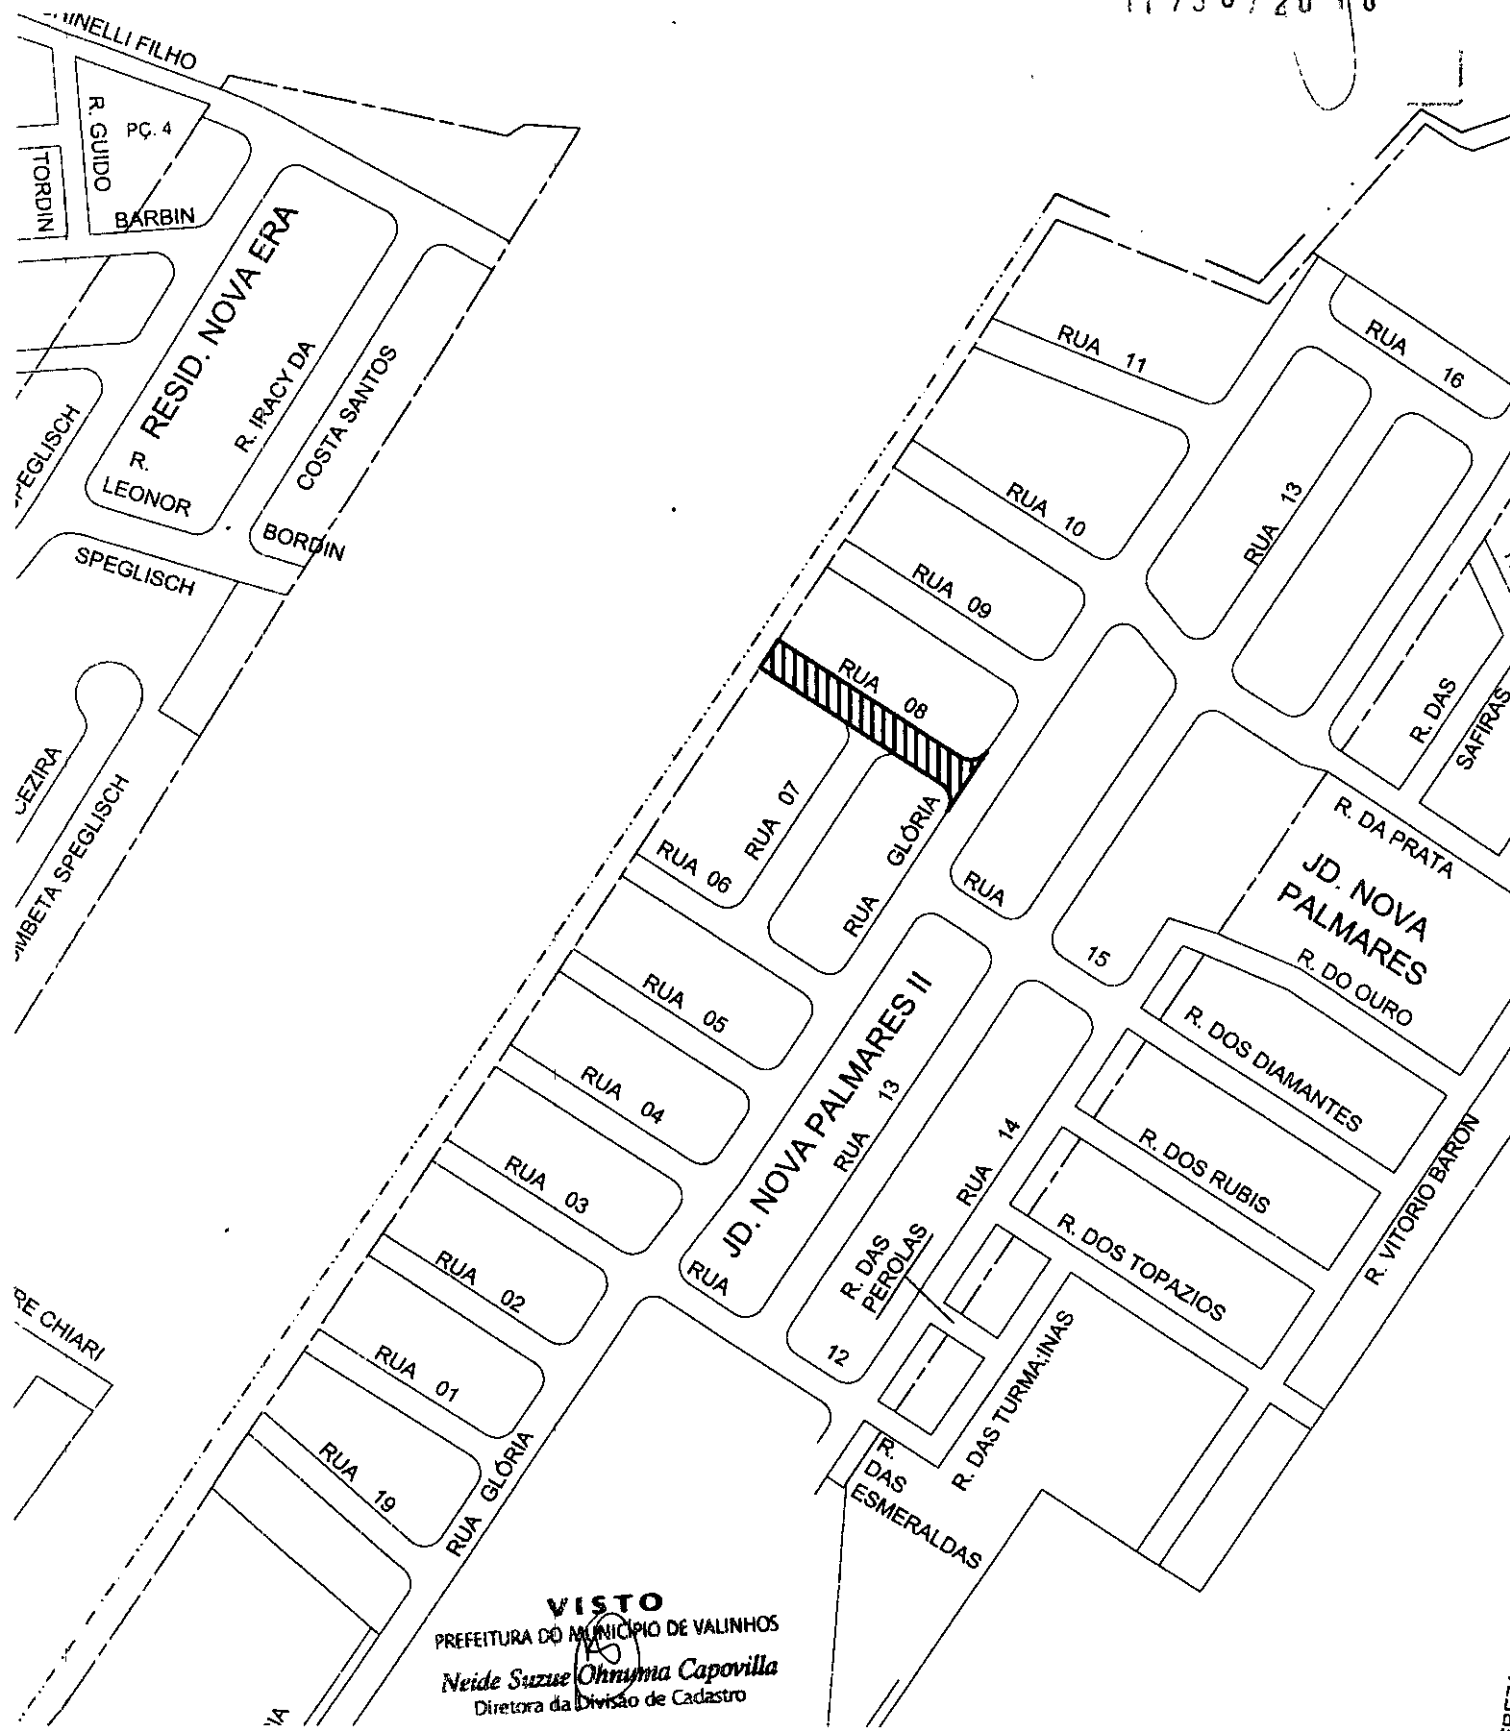 RINELLI FILHO
R. GUIDO
PÇ. 4
TORDIN
BARBIN
RESID. NOVA ERA
R. IRACY DA
COSTA SANTOS
R.
LEONOR
SPEGLISCH
BORDIN
SPEGLISCH
CEZIRA
OMBETA SPEGLISCH
RE CHIARI
RUA 11
RUA 16
RUA 10
RUA 13
RUA 09
RUA 08
R. DAS
SAFIRAS
RUA 07
RUA 06
RUA GLÓRIA
RUA 15
R. DA PRATA
JD. NOVA
PALMARES
R. DO OURO
RUA 05
R. DOS DIAMANTES
RUA 04
JD. NOVA PALMARES II
RUA 13
RUA 14
R. DOS RUBIS
R. VITORIO BARON
RUA 03
R. DOS TOPAZIOS
R. DAS
PEROLAS
RUA 12
RUA 02
RUA 01
R. DAS TURMALINAS
RUA 19
RUA GLÓRIA
R.
DAS
ESMERALDAS
VISTO
PREFEITURA DO MUNICÍPIO DE VALINHOS
Neide Suzue Ohnuma Capovilla
Diretora da Divisão de Cadastro
IA